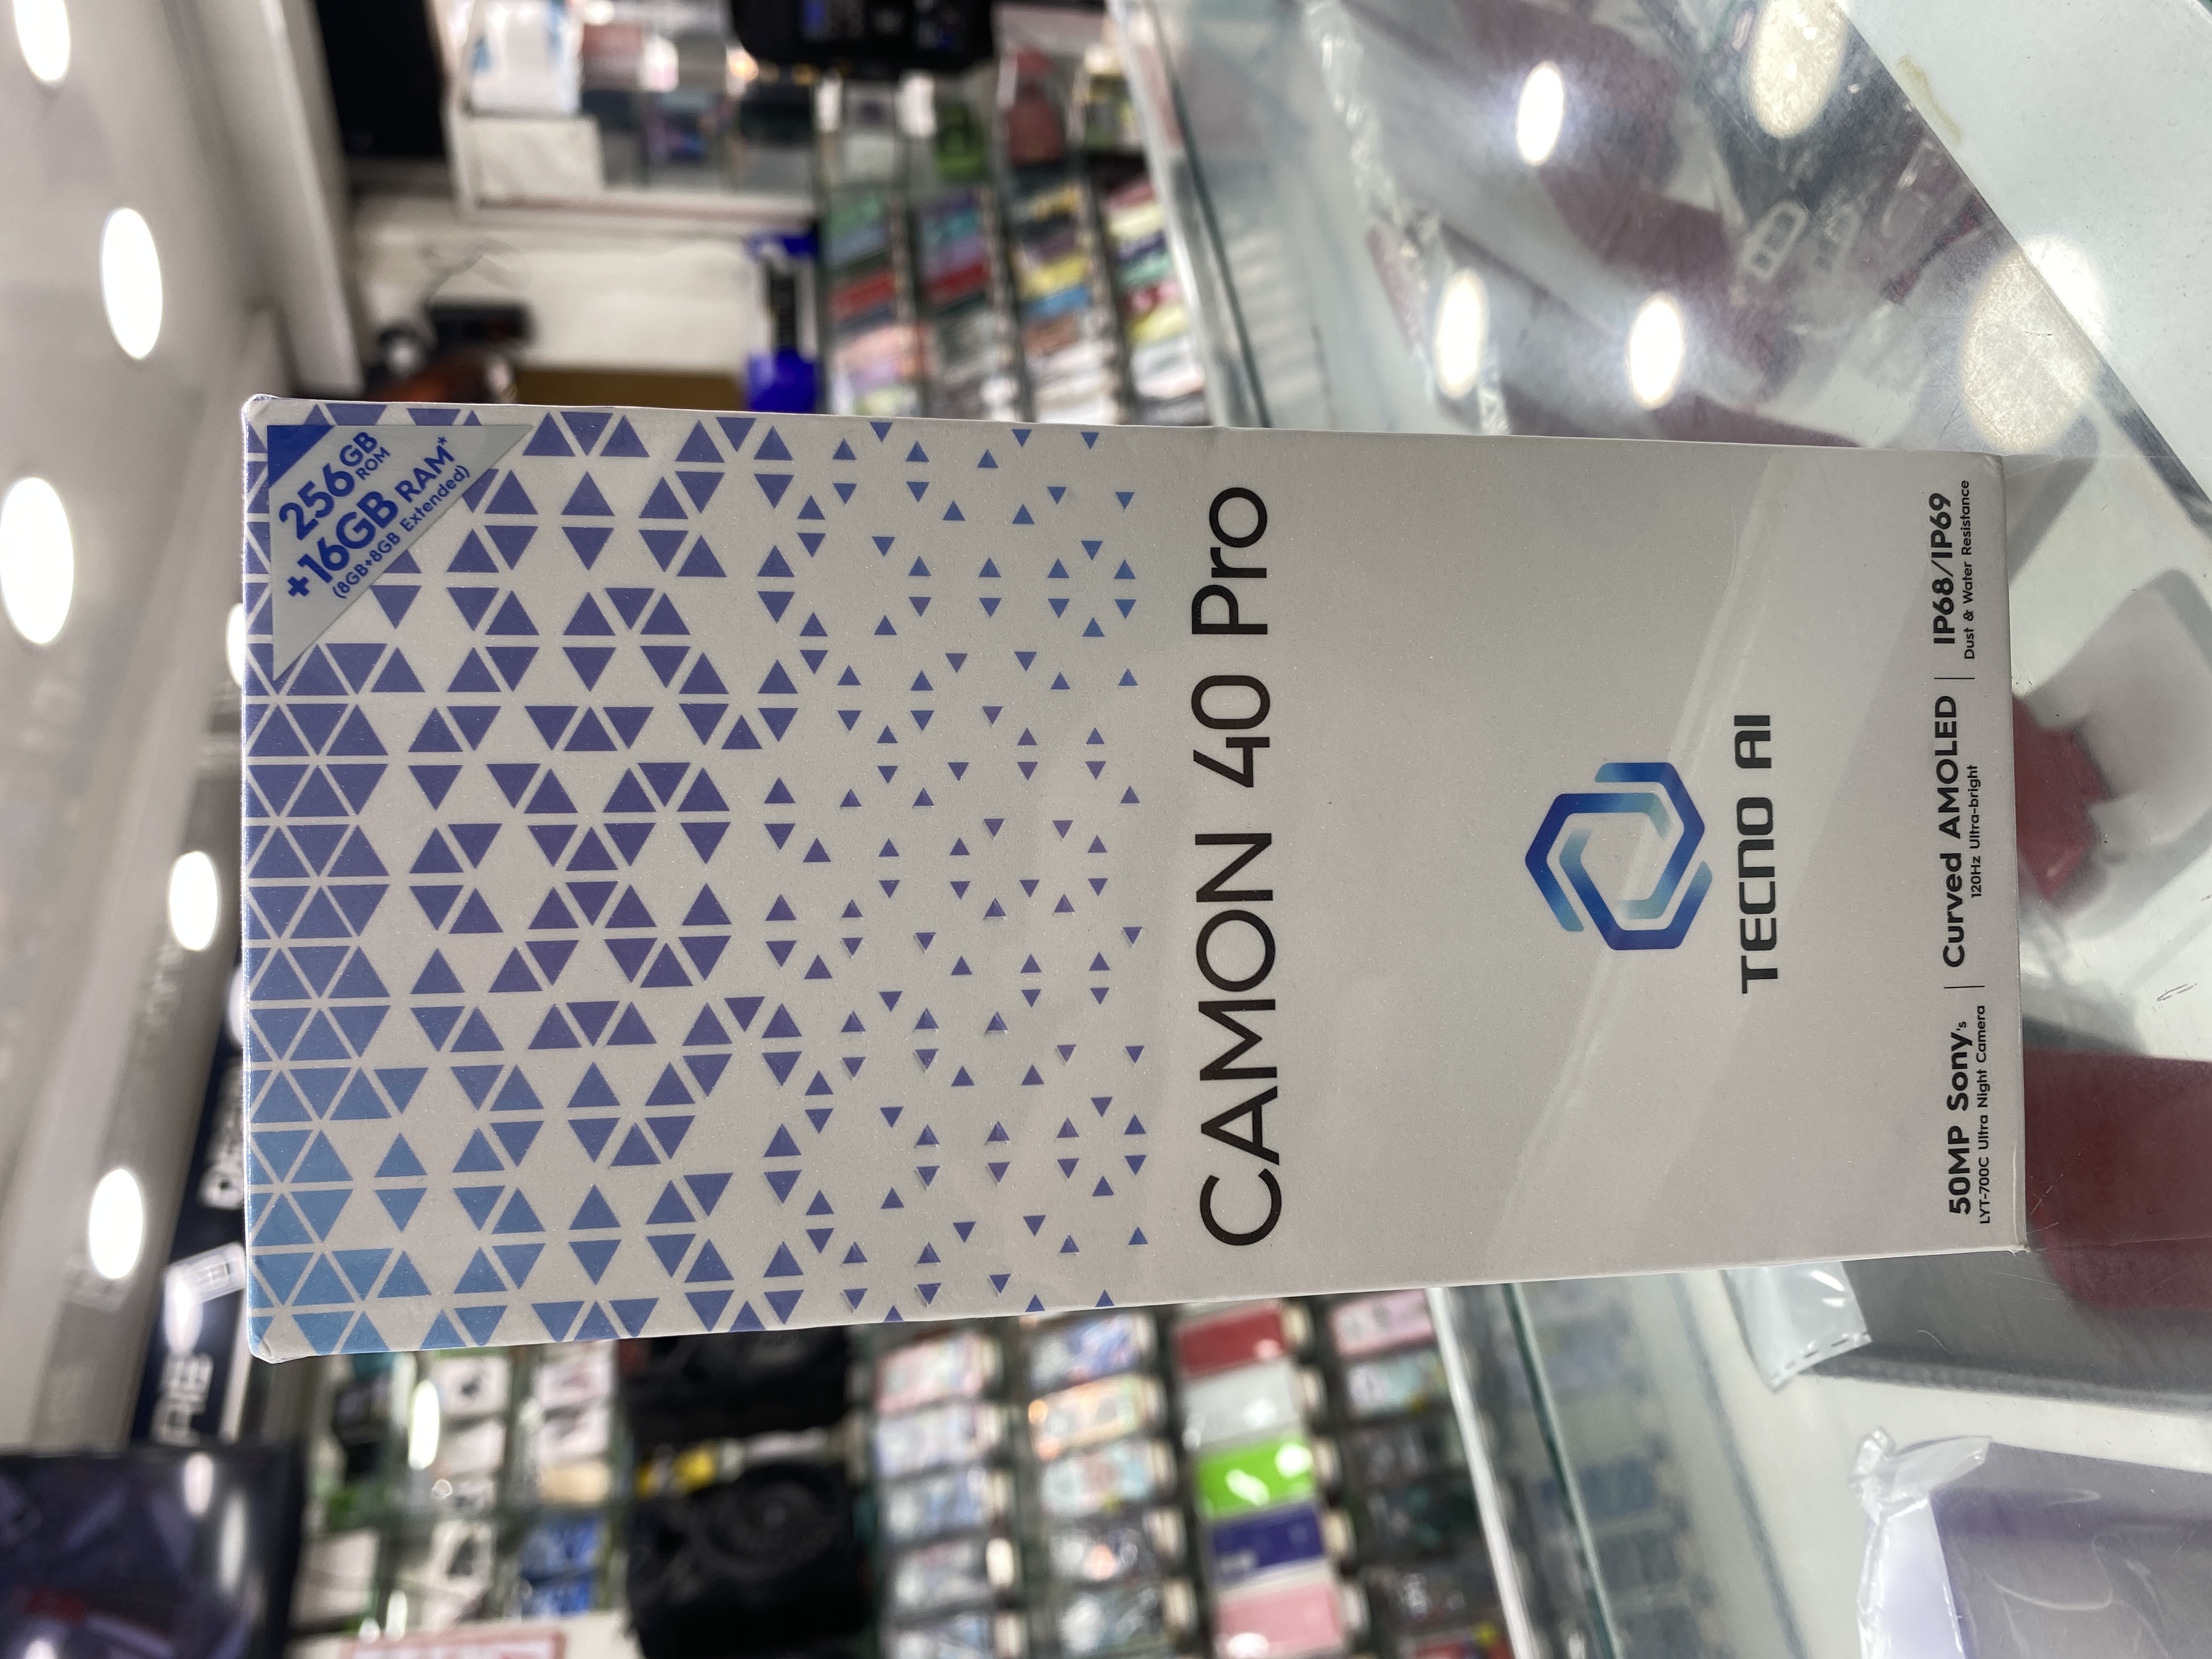 256GB
ROM
+16GB RAM*
(8GB+8GB Extended)
CAMON 40 Pro
TECNO AI
50MP Sony's
LYT-700C Ultra Night Camera
Curved AMOLED
120Hz Ultra-bright
IP68/IP69
Dust & Water Resistance